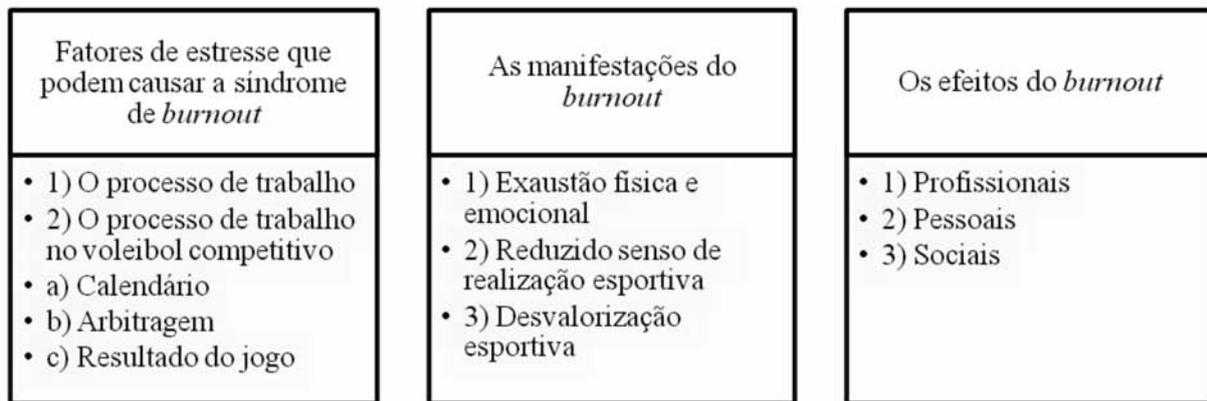 Fatores de estresse que
podem causar a síndrome
de burnout
• 1) O processo de trabalho
• 2) O processo de trabalho
no voleibol competitivo
• a) Calendário
• b) Arbitragem
• c) Resultado do jogo
As manifestações do
burnout
• 1) Exaustão física e
emocional
• 2) Reduzido senso de
realização esportiva
• 3) Desvalorização
esportiva
Os efeitos do burnout
• 1) Profissionais
• 2) Pessoais
• 3) Sociais